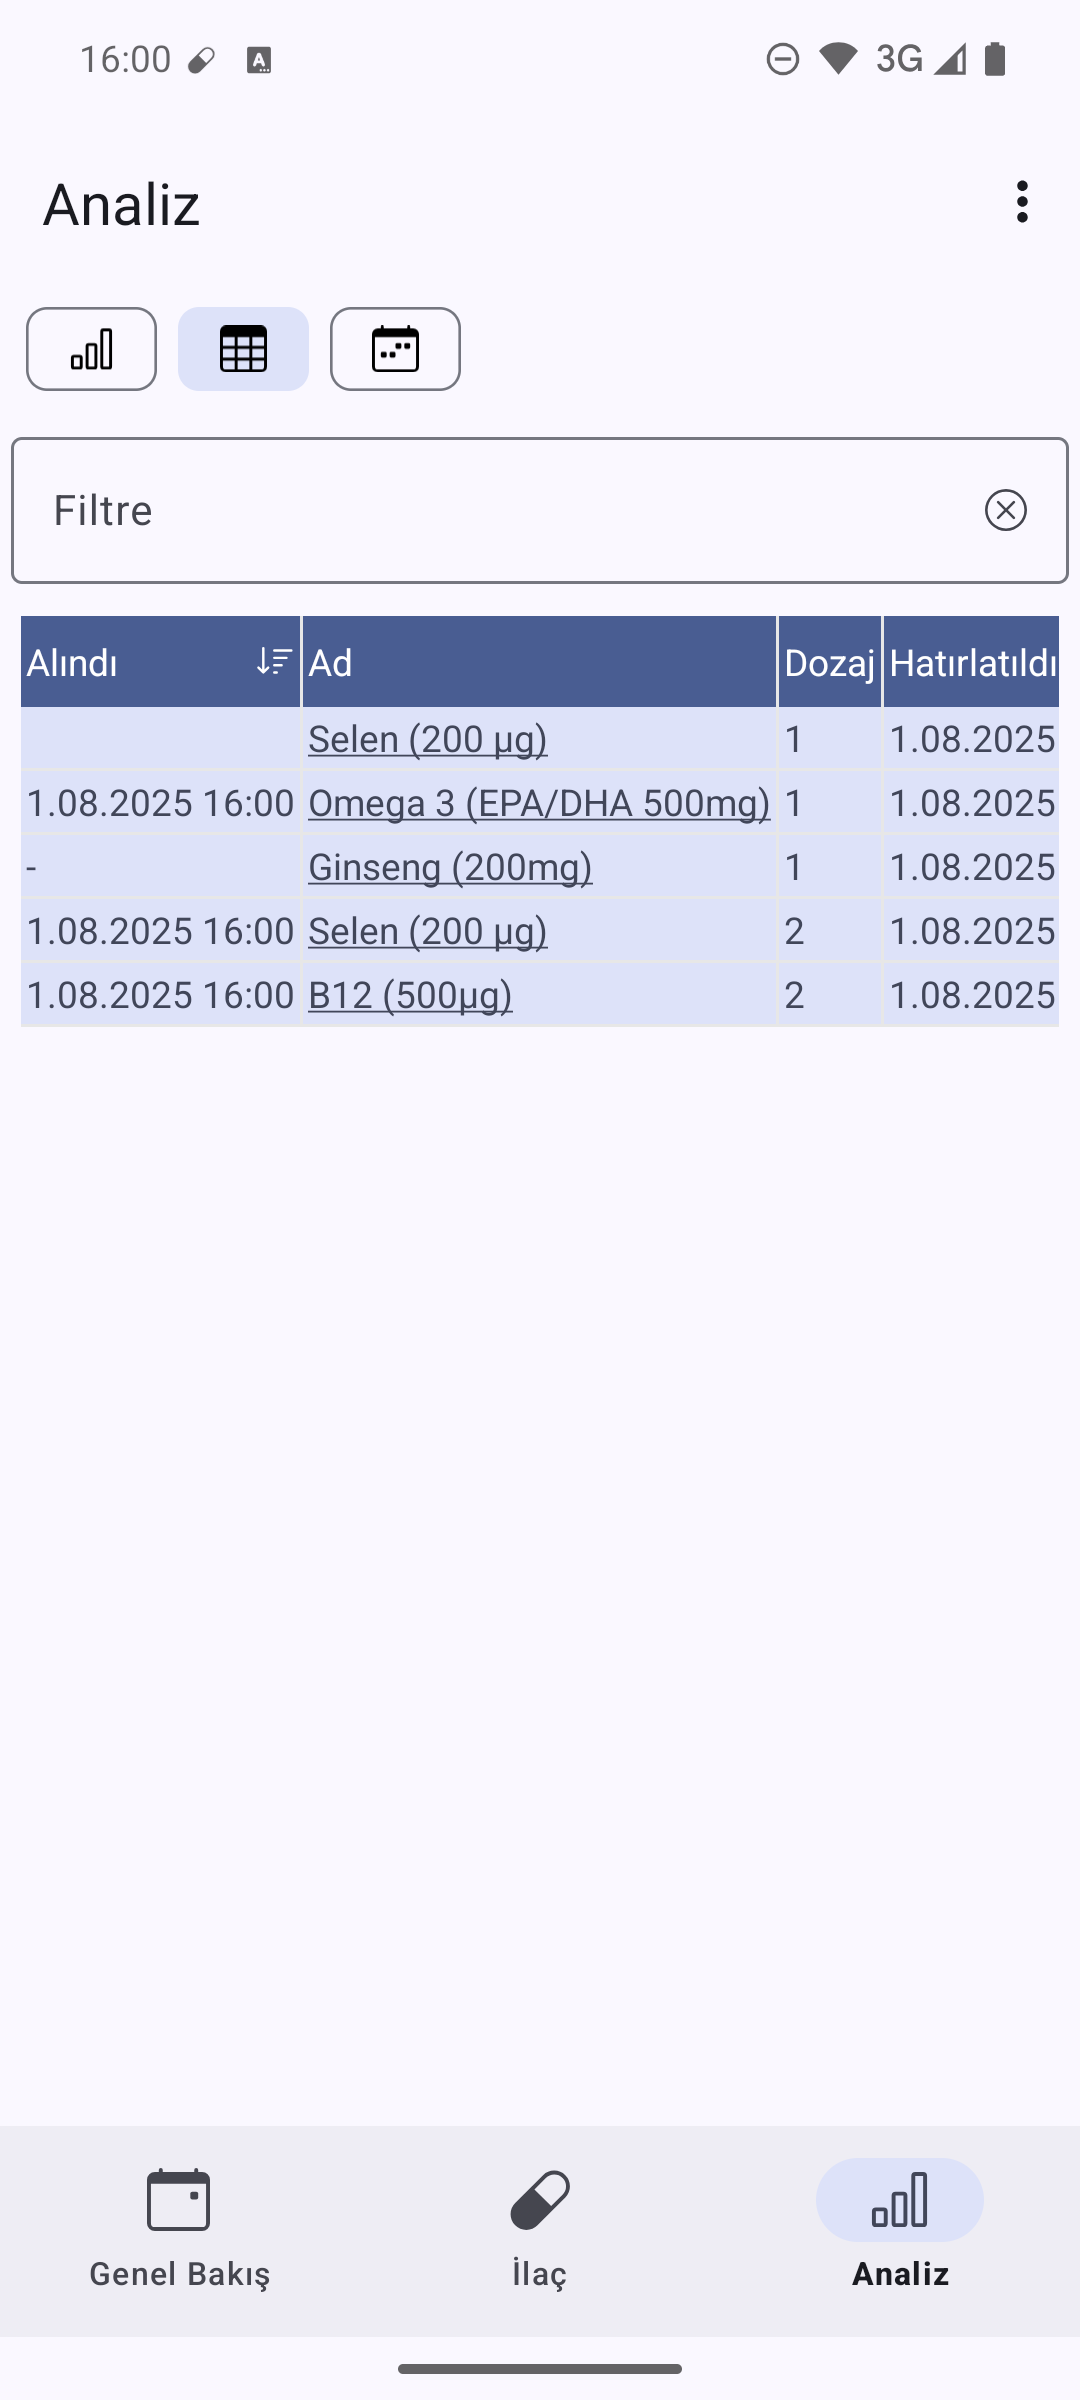 16:00 3G
Analiz
Filtre
Alındı Ad Dozaj Hatırlatıldı
Selen (200 µg) 1 1.08.2025
1.08.2025 16:00 Omega 3 (EPA/DHA 500mg) 1 1.08.2025
- Ginseng (200mg) 1 1.08.2025
1.08.2025 16:00 Selen (200 µg) 2 1.08.2025
1.08.2025 16:00 B12 (500µg) 2 1.08.2025
Genel Bakış İlaç Analiz